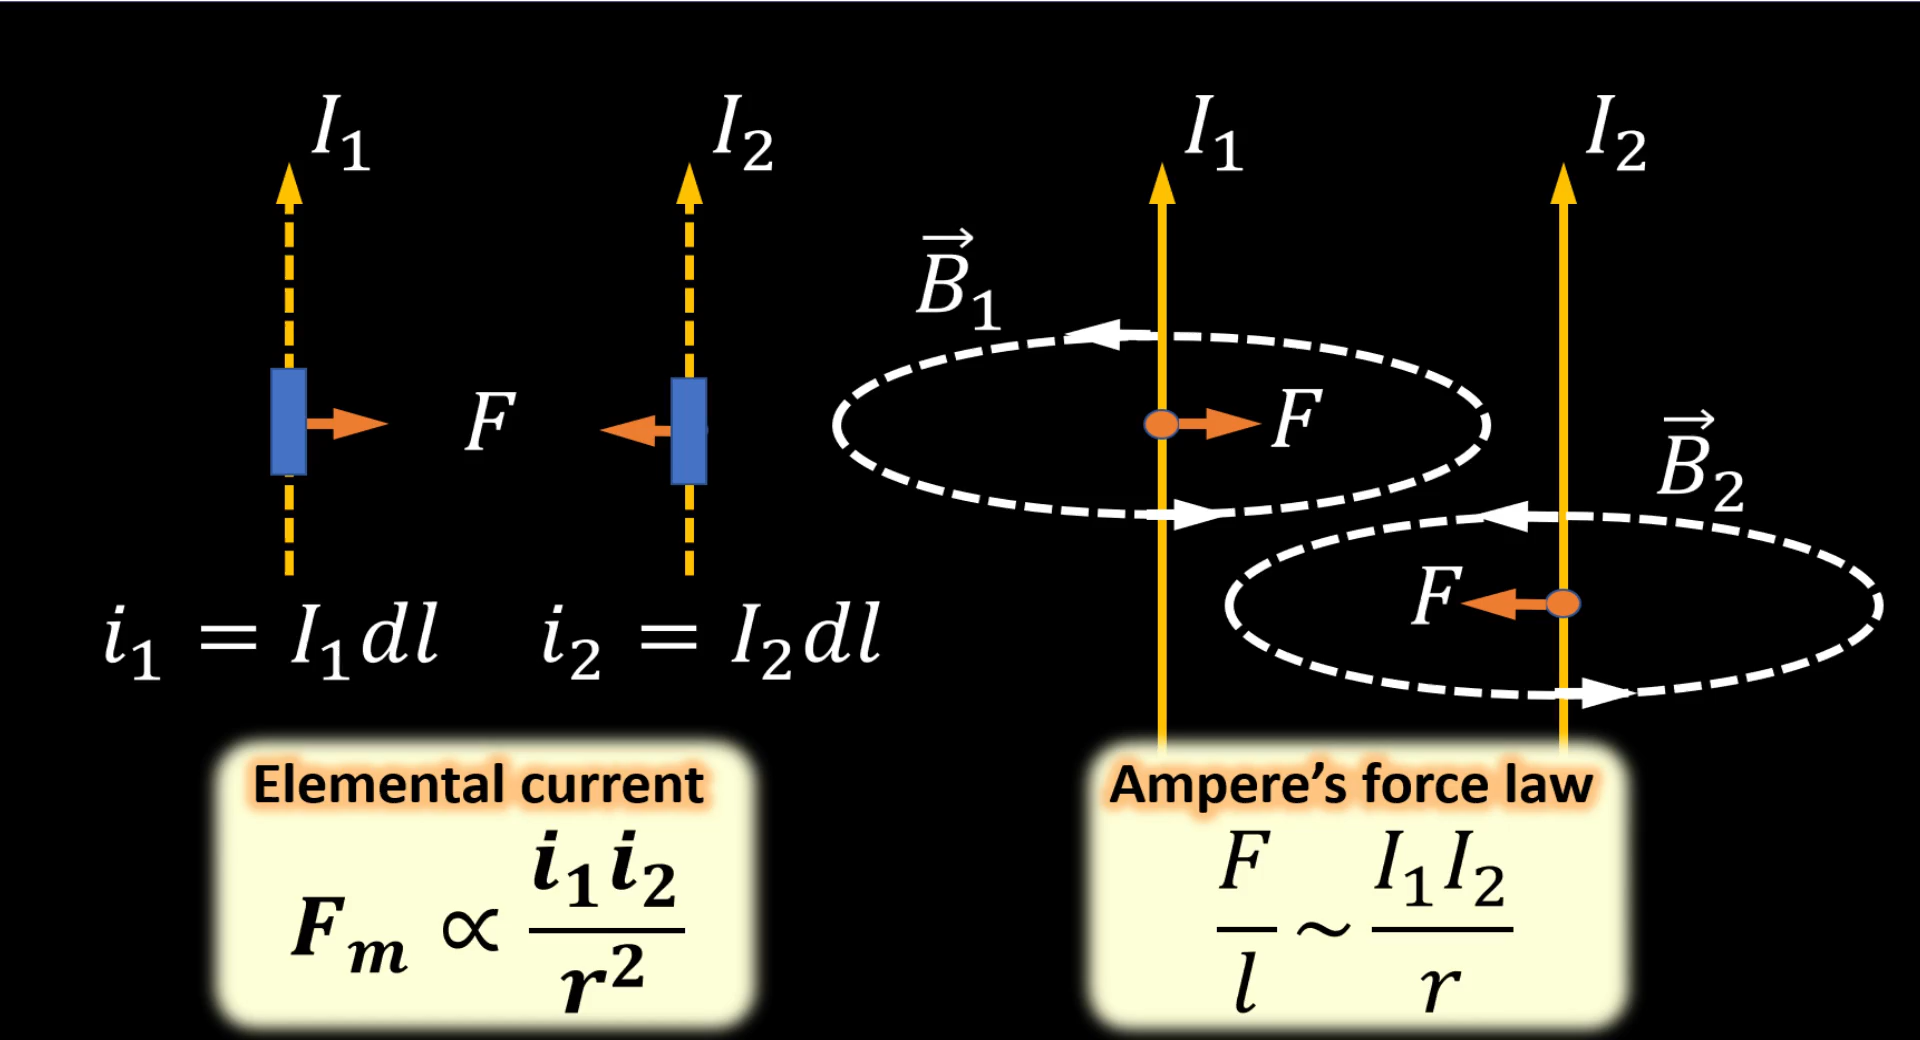 I₁
I₂
I₁
I₂
B⃗₁
F
F
B⃗₂
F
i₁ = I₁dl
i₂ = I₂dl
Elemental current
Fₘ ∝ i₁i₂ / r²
Ampere's force law
F / l ~ I₁I₂ / r